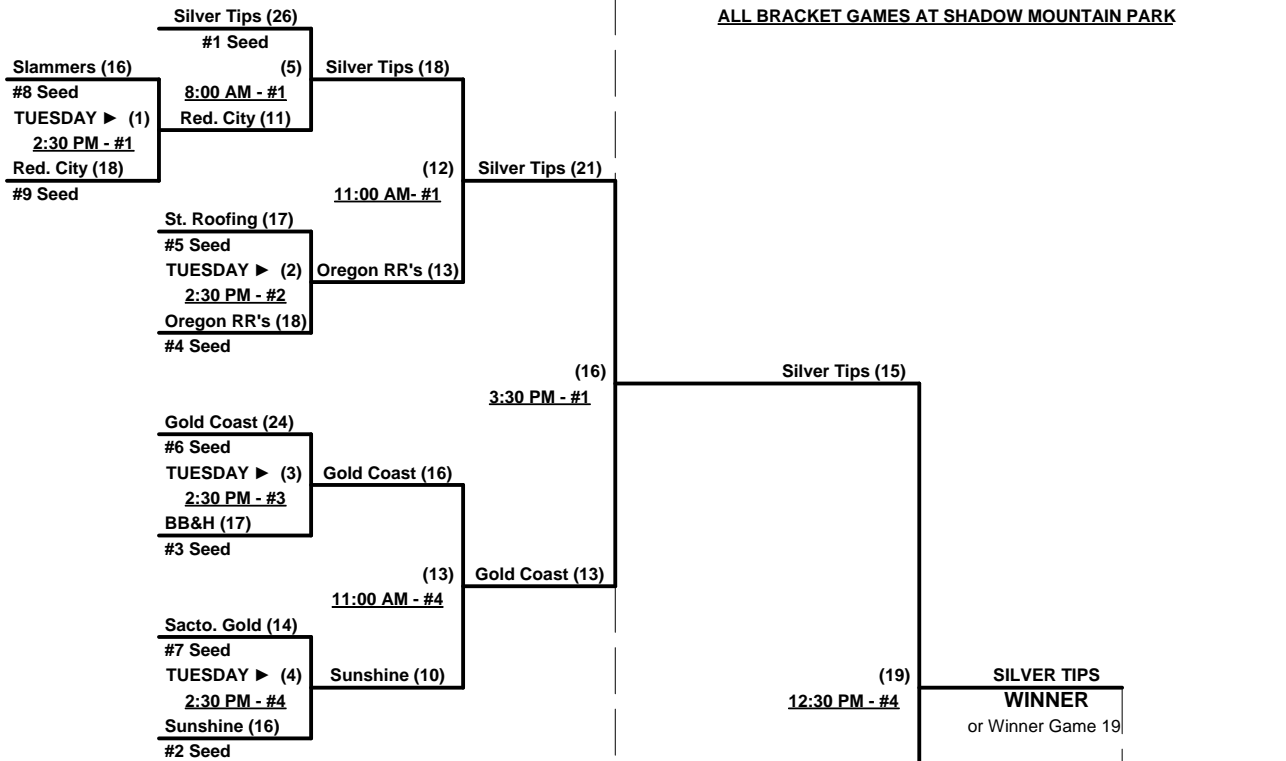 Silver Tips (26)
ALL BRACKET GAMES AT SHADOW MOUNTAIN PARK
#1 Seed
Slammers (16)
(5)
Silver Tips (18)
#8 Seed
8:00 AM - #1
TUESDAY ► (1)
Red. City (11)
2:30 PM - #1
Red. City (18)
(12)
Silver Tips (21)
#9 Seed
11:00 AM- #1
St. Roofing (17)
#5 Seed
TUESDAY ► (2)
Oregon RR's (13)
2:30 PM - #2
Oregon RR's (18)
#4 Seed
(16)
Silver Tips (15)
3:30 PM - #1
Gold Coast (24)
#6 Seed
TUESDAY ► (3)
Gold Coast (16)
2:30 PM - #3
BB&H (17)
#3 Seed
(13)
Gold Coast (13)
11:00 AM - #4
Sacto. Gold (14)
#7 Seed
TUESDAY ► (4)
Sunshine (10)
(19)
SILVER TIPS
2:30 PM - #4
12:30 PM - #4
WINNER
Sunshine (16)
or Winner Game 19
#2 Seed